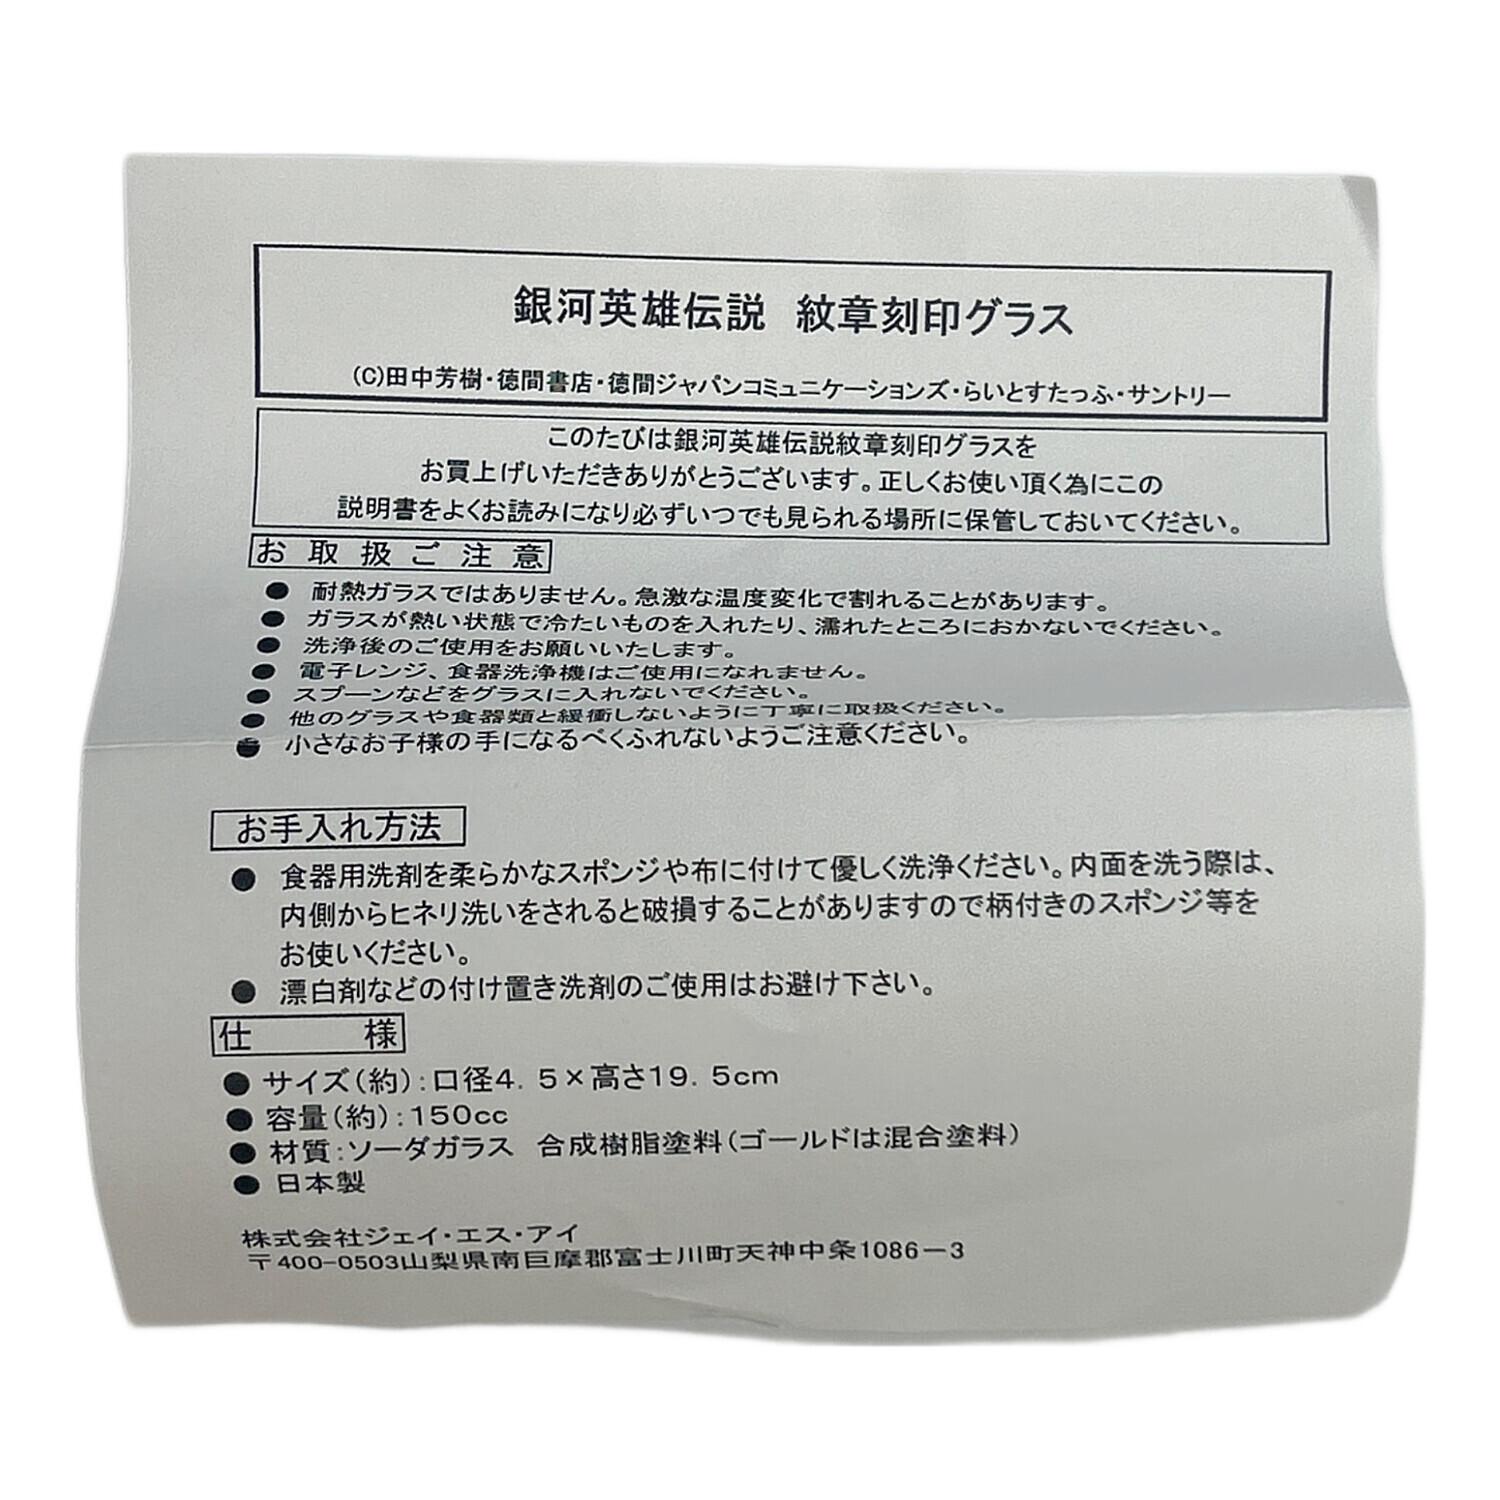 銀河英雄伝説 紋章刻印グラス
(C)田中芳樹・徳間書店・徳間ジャパンコミュニケーションズ・らいとすたっふ・サントリー
このたびは銀河英雄伝説紋章刻印グラスを
お買上げいただきありがとうございます。正しくお使い頂く為にこの
説明書をよくお読みになり必ずいつでも見られる場所に保管しておいてください。
お取扱ご注意
● 耐熱ガラスではありません。急激な温度変化で割れることがあります。
● ガラスが熱い状態で冷たいものを入れたり、濡れたところにおかないでください。
● 洗浄後のご使用をお願いいたします。
● 電子レンジ、食器洗浄機はご使用になれません。
● スプーンなどをグラスに入れないでください。
● 他のグラスや食器類と緩衝しないように丁寧に取扱ください。
● 小さなお子様の手になるべくふれないようご注意ください。
お手入れ方法
● 食器用洗剤を柔らかなスポンジや布に付けて優しく洗浄ください。内面を洗う際は、
内側からヒネリ洗いをされると破損することがありますので柄付きのスポンジ等を
お使いください。
● 漂白剤などの付け置き洗剤のご使用はお避け下さい。
仕様
● サイズ(約):口径4.5×高さ19.5cm
● 容量(約):150cc
● 材質:ソーダガラス 合成樹脂塗料(ゴールドは混合塗料)
● 日本製
株式会社ジェイ・エス・アイ
〒400-0503山梨県南巨摩郡富士川町天神中条1086-3